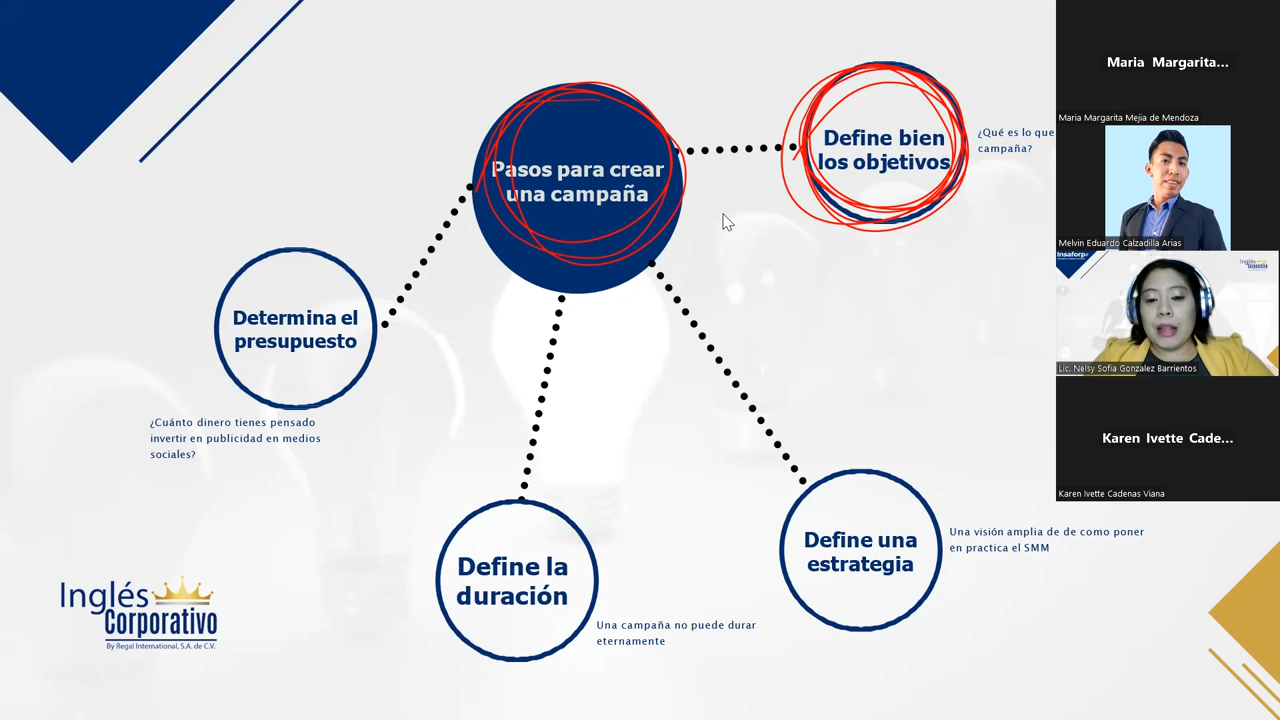 Pasos para crear
una campaña
Define bien
los objetivos
¿Qué es lo que
campaña?
Determina el
presupuesto
¿Cuánto dinero tienes pensado
invertir en publicidad en medios
sociales?
Define la
duración
Una campaña no puede durar
eternamente
Define una
estrategia
Una visión amplia de de como poner
en practica el SMM
Inglés
Corporativo
By Regal International, S.A. de C.V.
Maria Margarita...
Maria Margarita Mejia de Mendoza
Melvin Eduardo Calzadilla Arias
Insaforp
Inglés
Corporativo
Lic. Nelsy Sofia Gonzalez Barrientos
Karen Ivette Cade...
Karen Ivette Cadenas Viana